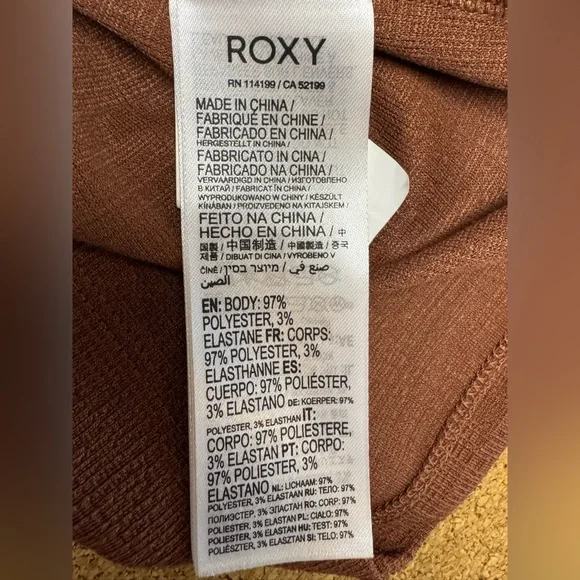 ROXY
RN 114199 / CA 52199
MADE IN CHINA /
FABRIQUÉ EN CHINE /
FABRICADO EN CHINA /
HERGESTELLT IN CHINA /
FABBRICATO IN CINA /
FABRICADO NA CHINA /
VERVAARDIGD IN CHINA / ИЗГОТОВЛЕНО
В КИТАЙ / FABRICAT ÎN CHINA /
WYPRODUKOWANO W CHINY / KÉSZÜLT
KÍNÁBAN / PROIZVEDENO NA KITAJSKEM /
FEITO NA CHINA /
HECHO EN CHINA / 中
国製 / 中国制造 / 中國製造 / 중국
제품 / DIBUAT DI CINA / VYROBENO V
ČÍNĚ / מיוצר בסין / صنع في
الصين
EN: BODY: 97%
POLYESTER, 3%
ELASTANE FR: CORPS:
97% POLYESTER, 3%
ELASTHANNE ES:
CUERPO: 97% POLIÉSTER,
3% ELASTANO DE: KOERPER: 97%
POLYESTER, 3% ELASTHAN IT:
CORPO: 97% POLIESTERE,
3% ELASTAN PT: CORPO:
97% POLIÉSTER, 3%
ELASTANO NL: LICHAAM: 97%
POLYESTER, 3% ELASTAAN RU: ТЕЛО: 97%
ПОЛИЭСТЕР, 3% ЭЛАСТАН RO: CORP: 97%
POLIESTER, 3% ELASTAN PL: CIAŁO: 97%
POLIESTER, 3% ELASTAN HU: TEST: 97%
POLIÉSZTER, 3% ELASZTÁN SI: TELO: 97%